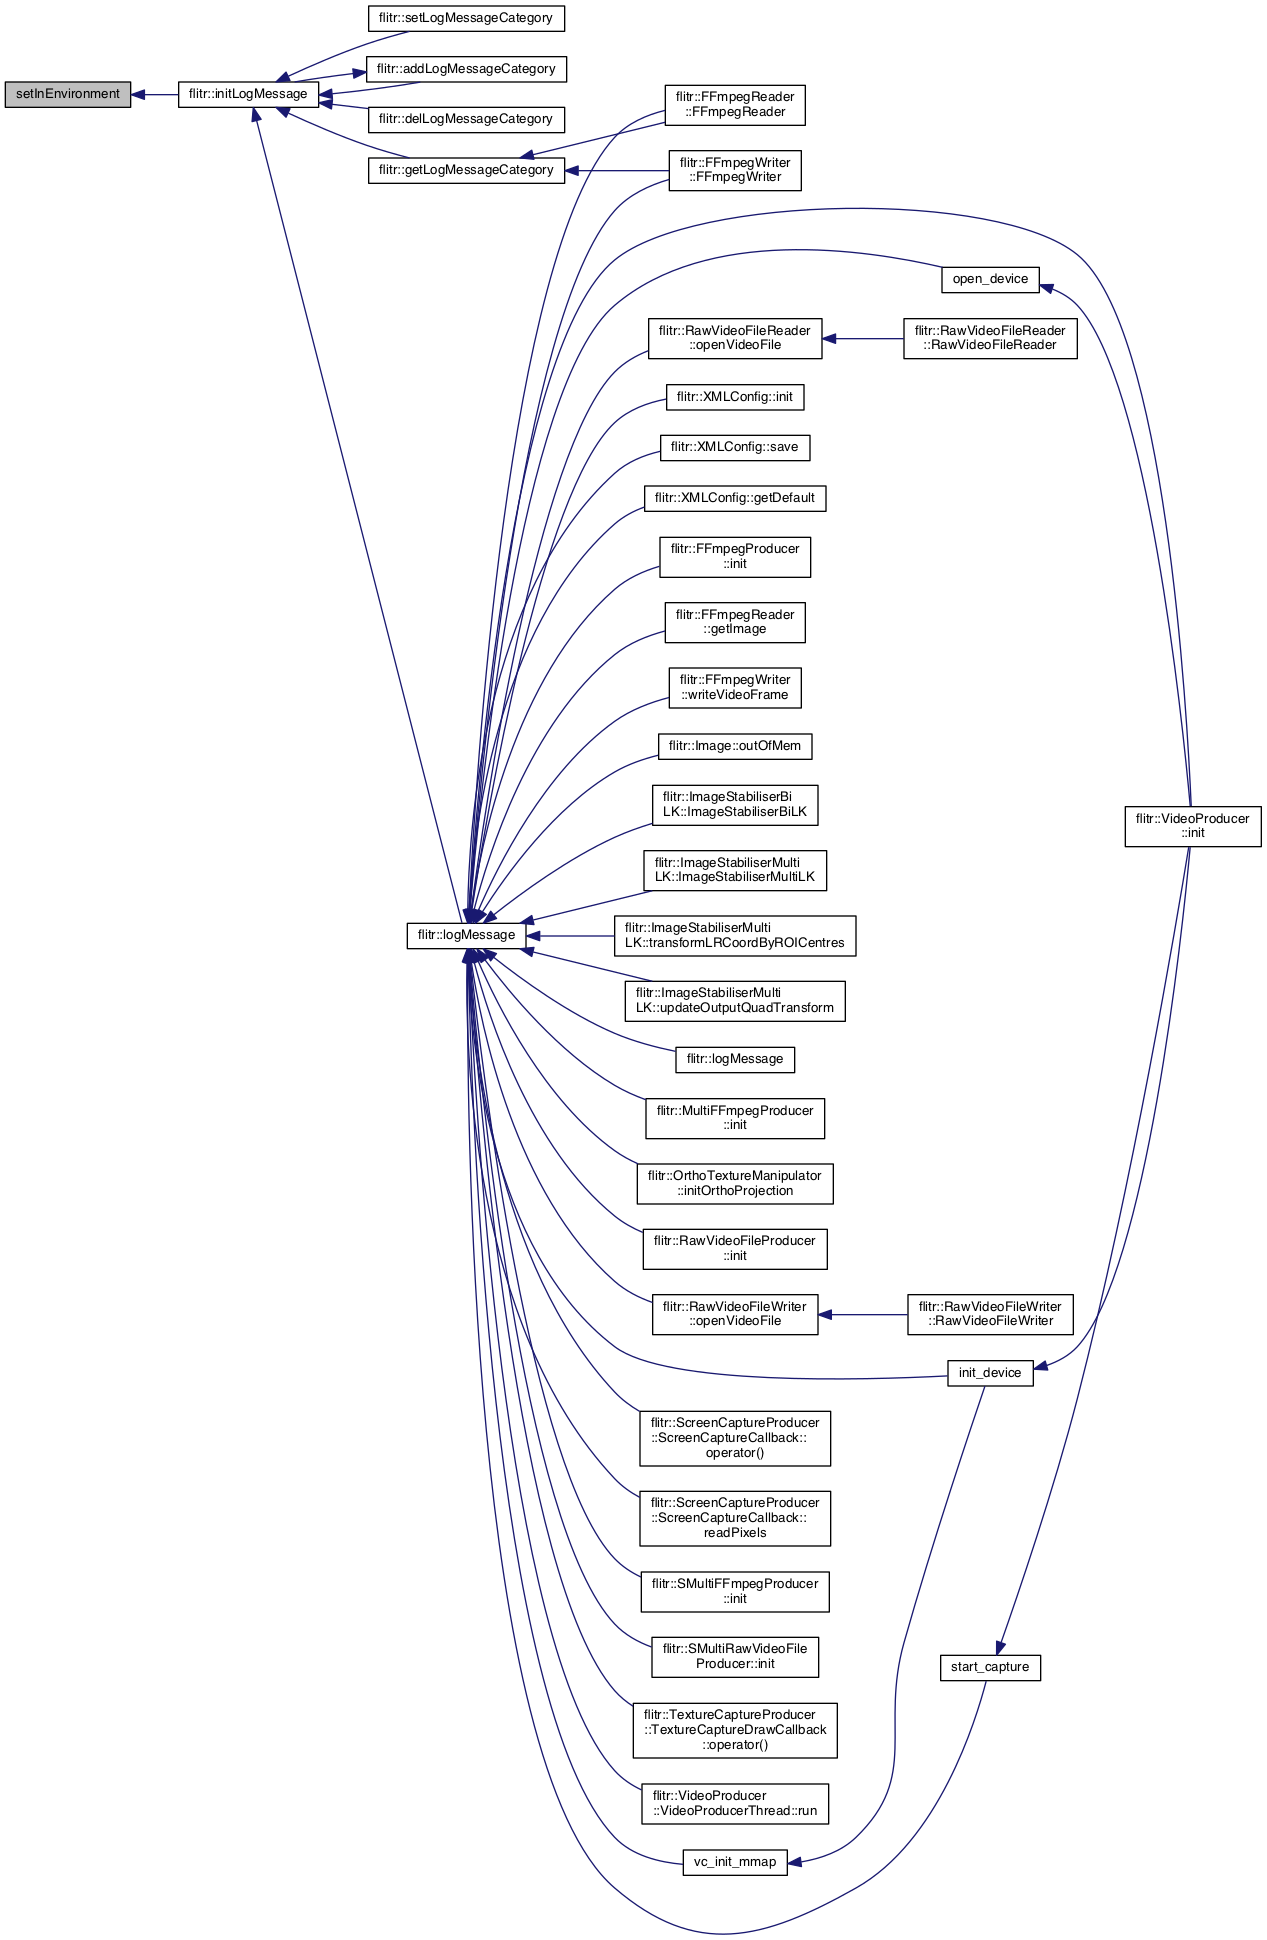 flitr::setLogMessageCategory
flitr::addLogMessageCategory
setInEnvironment
flitr::initLogMessage
flitr::delLogMessageCategory
flitr::getLogMessageCategory
flitr::FFmpegReader
::FFmpegReader
flitr::FFmpegWriter
::FFmpegWriter
open_device
flitr::RawVideoFileReader
::openVideoFile
flitr::RawVideoFileReader
::RawVideoFileReader
flitr::XMLConfig::init
flitr::XMLConfig::save
flitr::XMLConfig::getDefault
flitr::FFmpegProducer
::init
flitr::FFmpegReader
::getImage
flitr::FFmpegWriter
::writeVideoFrame
flitr::Image::outOfMem
flitr::ImageStabiliserBi
LK::ImageStabiliserBiLK
flitr::VideoProducer
::init
flitr::ImageStabiliserMulti
LK::ImageStabiliserMultiLK
flitr::logMessage
flitr::ImageStabiliserMulti
LK::transformLRCoordByROICentres
flitr::ImageStabiliserMulti
LK::updateOutputQuadTransform
flitr::logMessage
flitr::MultiFFmpegProducer
::init
flitr::OrthoTextureManipulator
::initOrthoProjection
flitr::RawVideoFileProducer
::init
flitr::RawVideoFileWriter
::openVideoFile
flitr::RawVideoFileWriter
::RawVideoFileWriter
init_device
flitr::ScreenCaptureProducer
::ScreenCaptureCallback::
operator()
flitr::ScreenCaptureProducer
::ScreenCaptureCallback::
readPixels
flitr::SMultiFFmpegProducer
::init
flitr::SMultiRawVideoFile
Producer::init
start_capture
flitr::TextureCaptureProducer
::TextureCaptureDrawCallback
::operator()
flitr::VideoProducer
::VideoProducerThread::run
vc_init_mmap